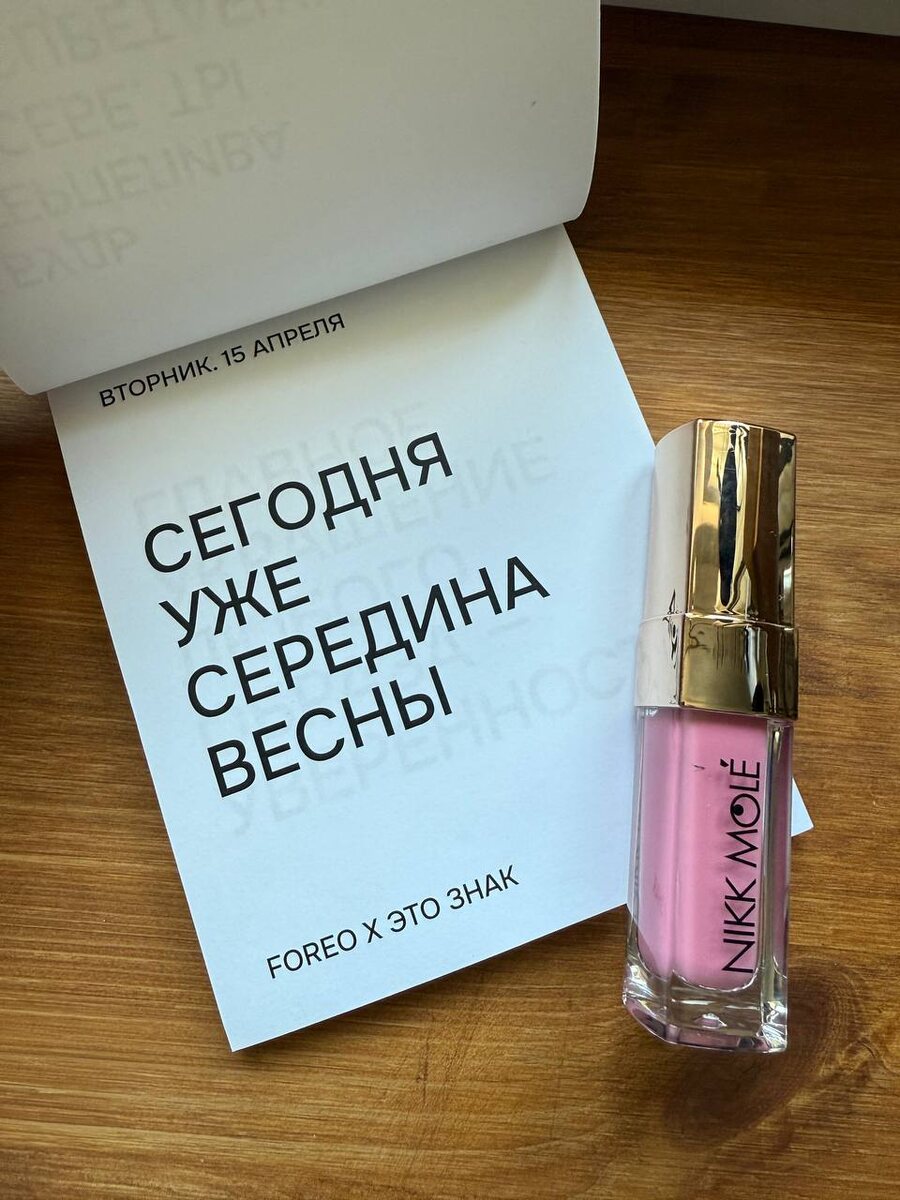 ВТОРНИК. 15 АПРЕЛЯ
СЕГОДНЯ
УЖЕ
СЕРЕДИНА
ВЕСНЫ
FOREO X ЭТО ЗНАК
NIKK MOLÉ